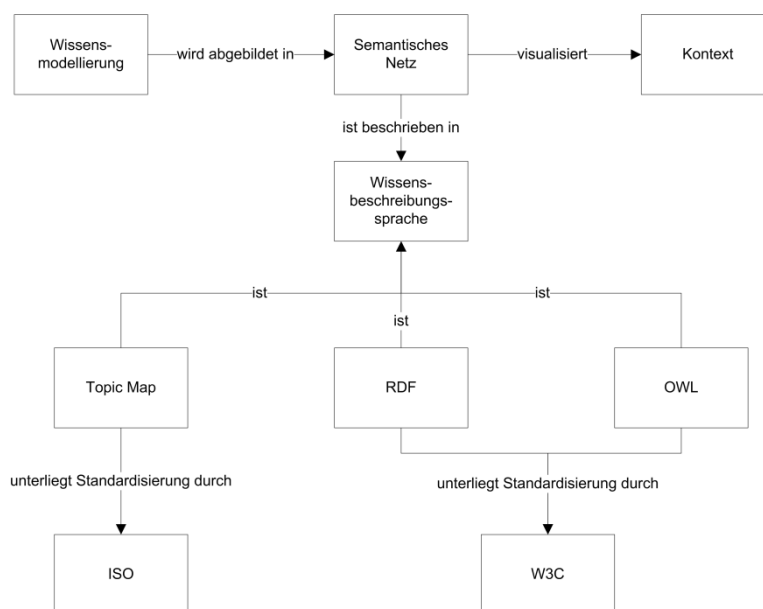 Wissens-
modellierung
wird abgebildet in
Semantisches
Netz
visualisiert
Kontext
ist beschrieben in
Wissens-
beschreibungs-
sprache
ist
ist
ist
Topic Map
RDF
OWL
unterliegt Standardisierung durch
unterliegt Standardisierung durch
ISO
W3C